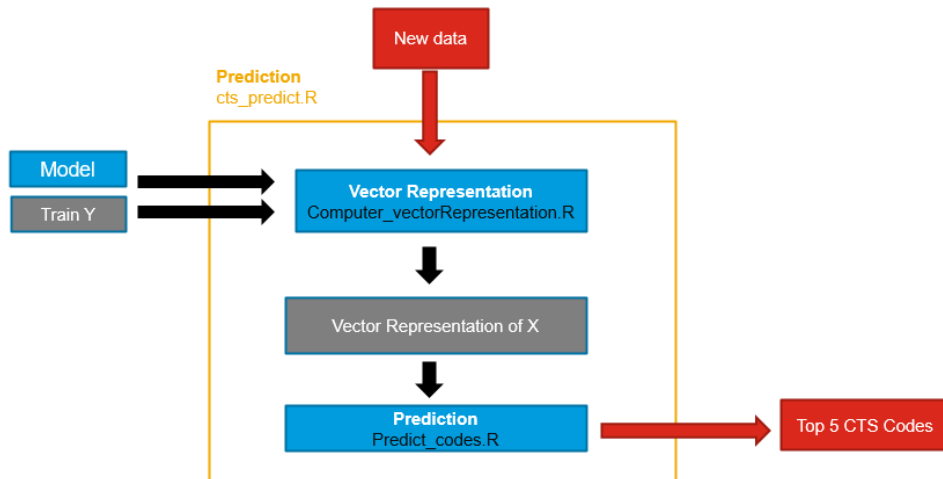 New data
Prediction
cts_predict.R
Model
Train Y
Vector Representation
Computer_vectorRepresentation.R
Vector Representation of X
Prediction
Predict_codes.R
Top 5 CTS Codes